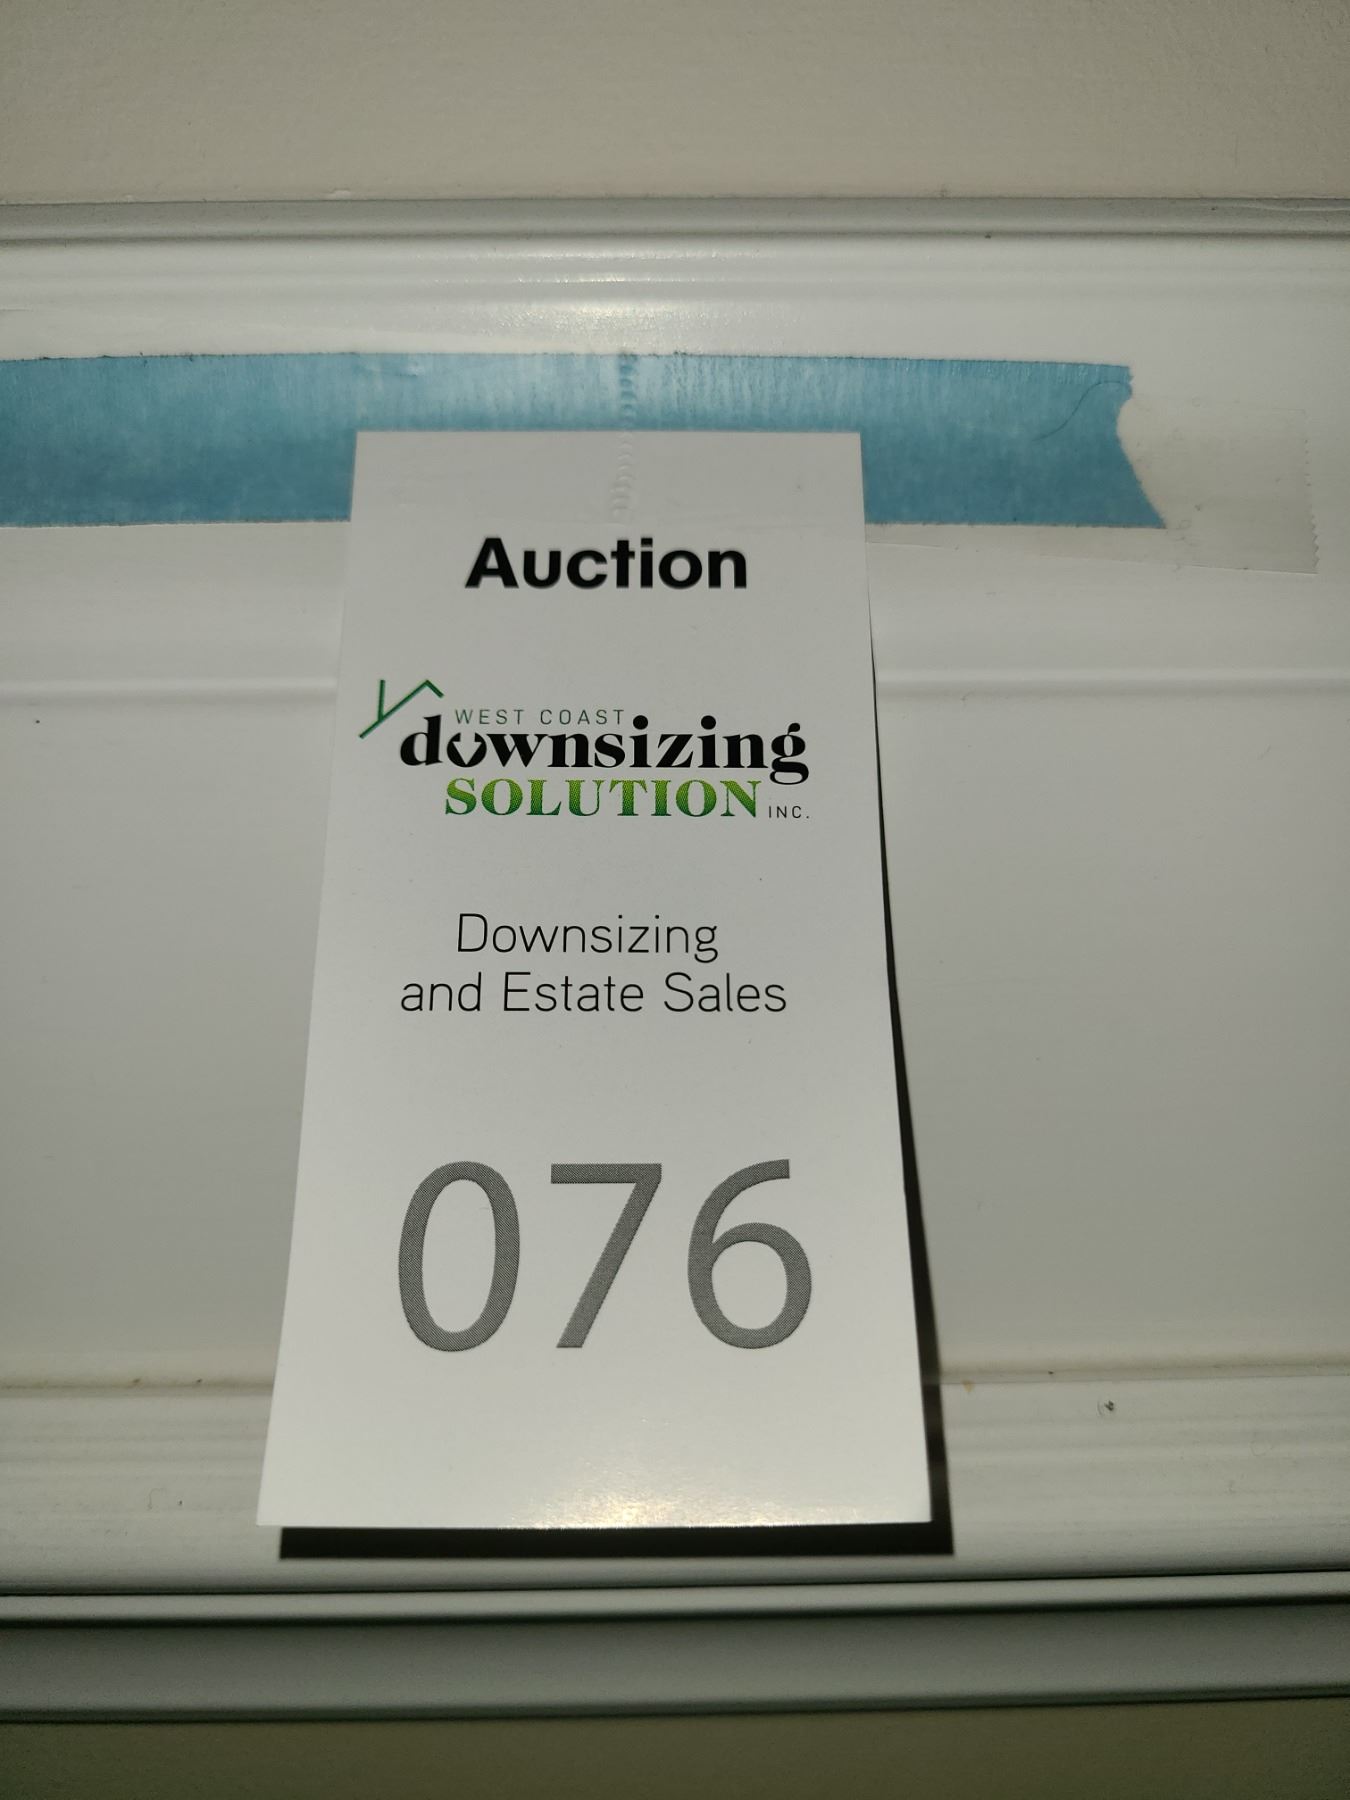 Auction
WEST COAST
downsizing
SOLUTION INC.
Downsizing
and Estate Sales
076